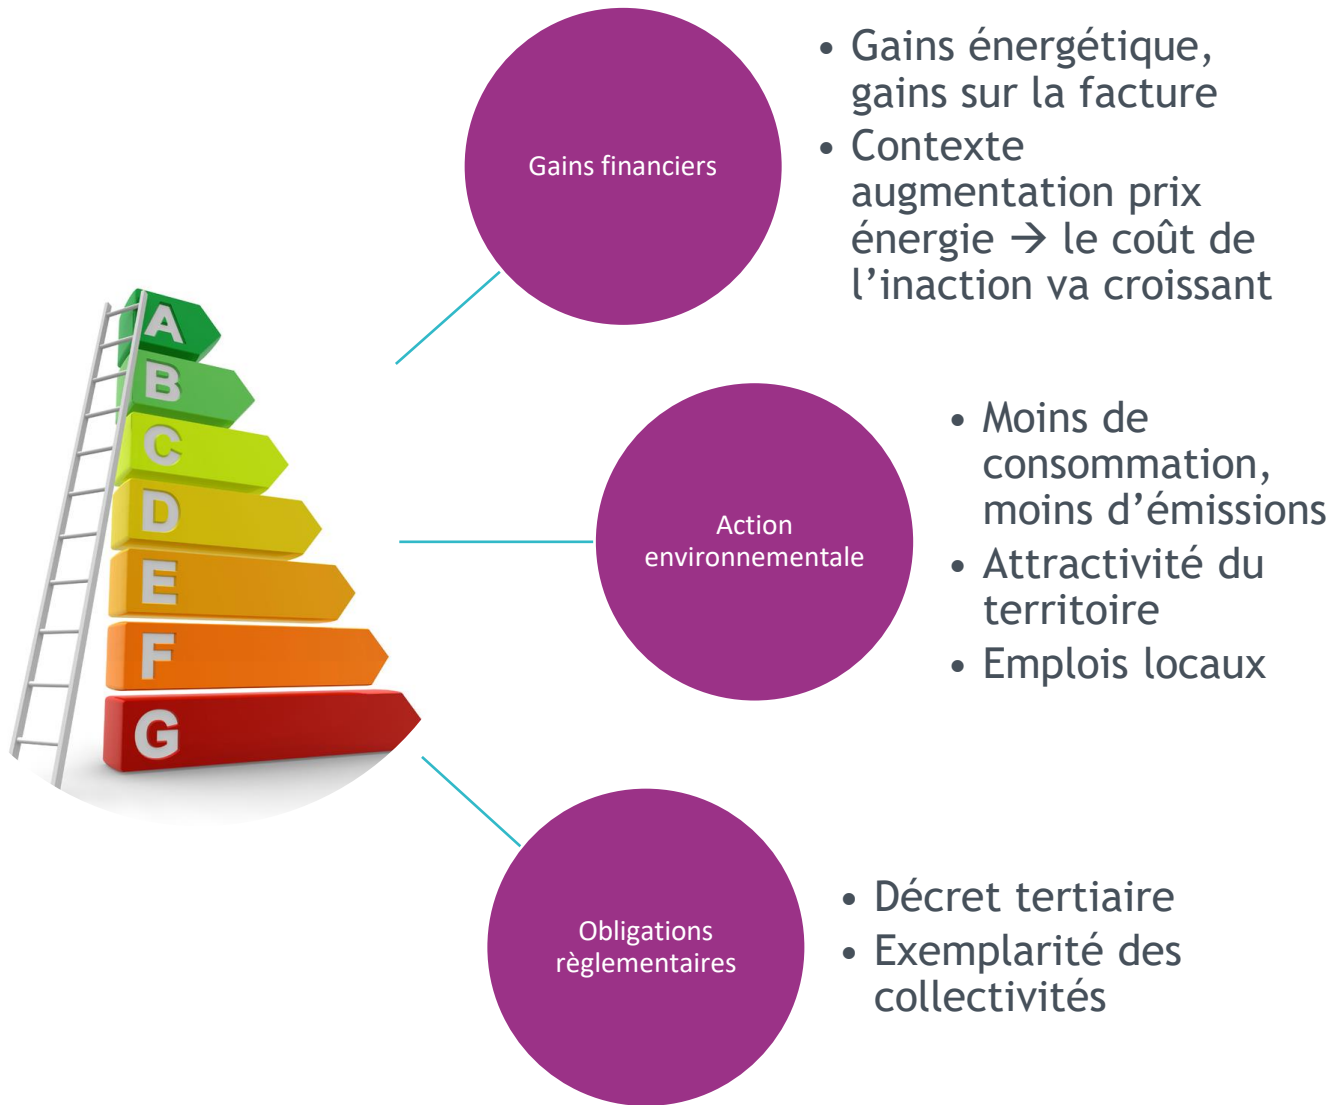 A
B
C
D
E
F
G
Gains financiers
• Gains énergétique,
gains sur la facture
• Contexte
augmentation prix
énergie → le coût de
l’inaction va croissant
Action
environnementale
• Moins de
consommation,
moins d’émissions
• Attractivité du
territoire
• Emplois locaux
Obligations
règlementaires
• Décret tertiaire
• Exemplarité des
collectivités